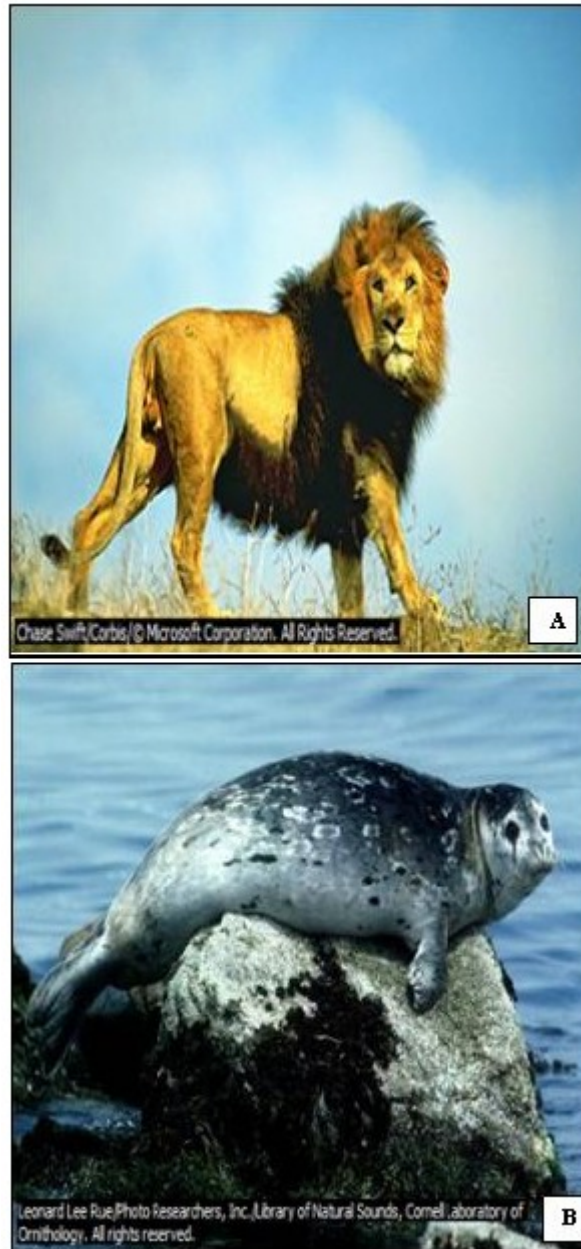 Chase Swift/Corbis/© Microsoft Corporation. All Rights Reserved.
A
Leonard Lee Rue/Photo Researchers, Inc./Library of Natural Sounds, Cornell Laboratory of
Ornithology. All rights reserved.
B